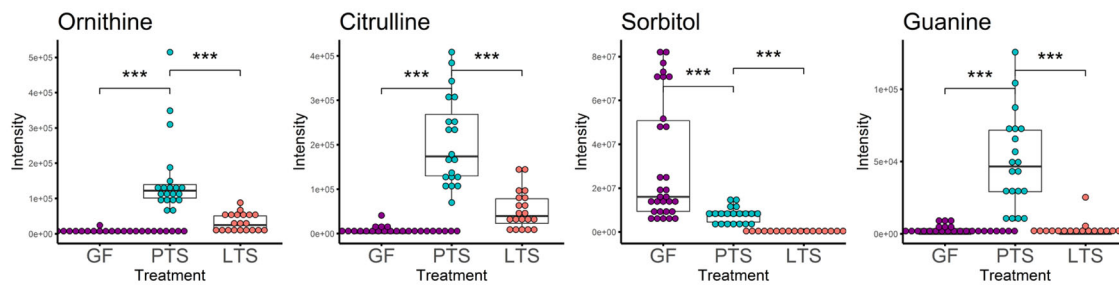 Ornithine
5e+05
4e+05
3e+05
2e+05
1e+05
0e+00
Intensity
***
***
GF PTS LTS
Treatment
Citrulline
4e+05
3e+05
2e+05
1e+05
0e+00
Intensity
***
***
GF PTS LTS
Treatment
Sorbitol
8e+07
6e+07
4e+07
2e+07
0e+00
Intensity
***
***
GF PTS LTS
Treatment
Guanine
1e+05
5e+04
0e+00
Intensity
***
***
GF PTS LTS
Treatment